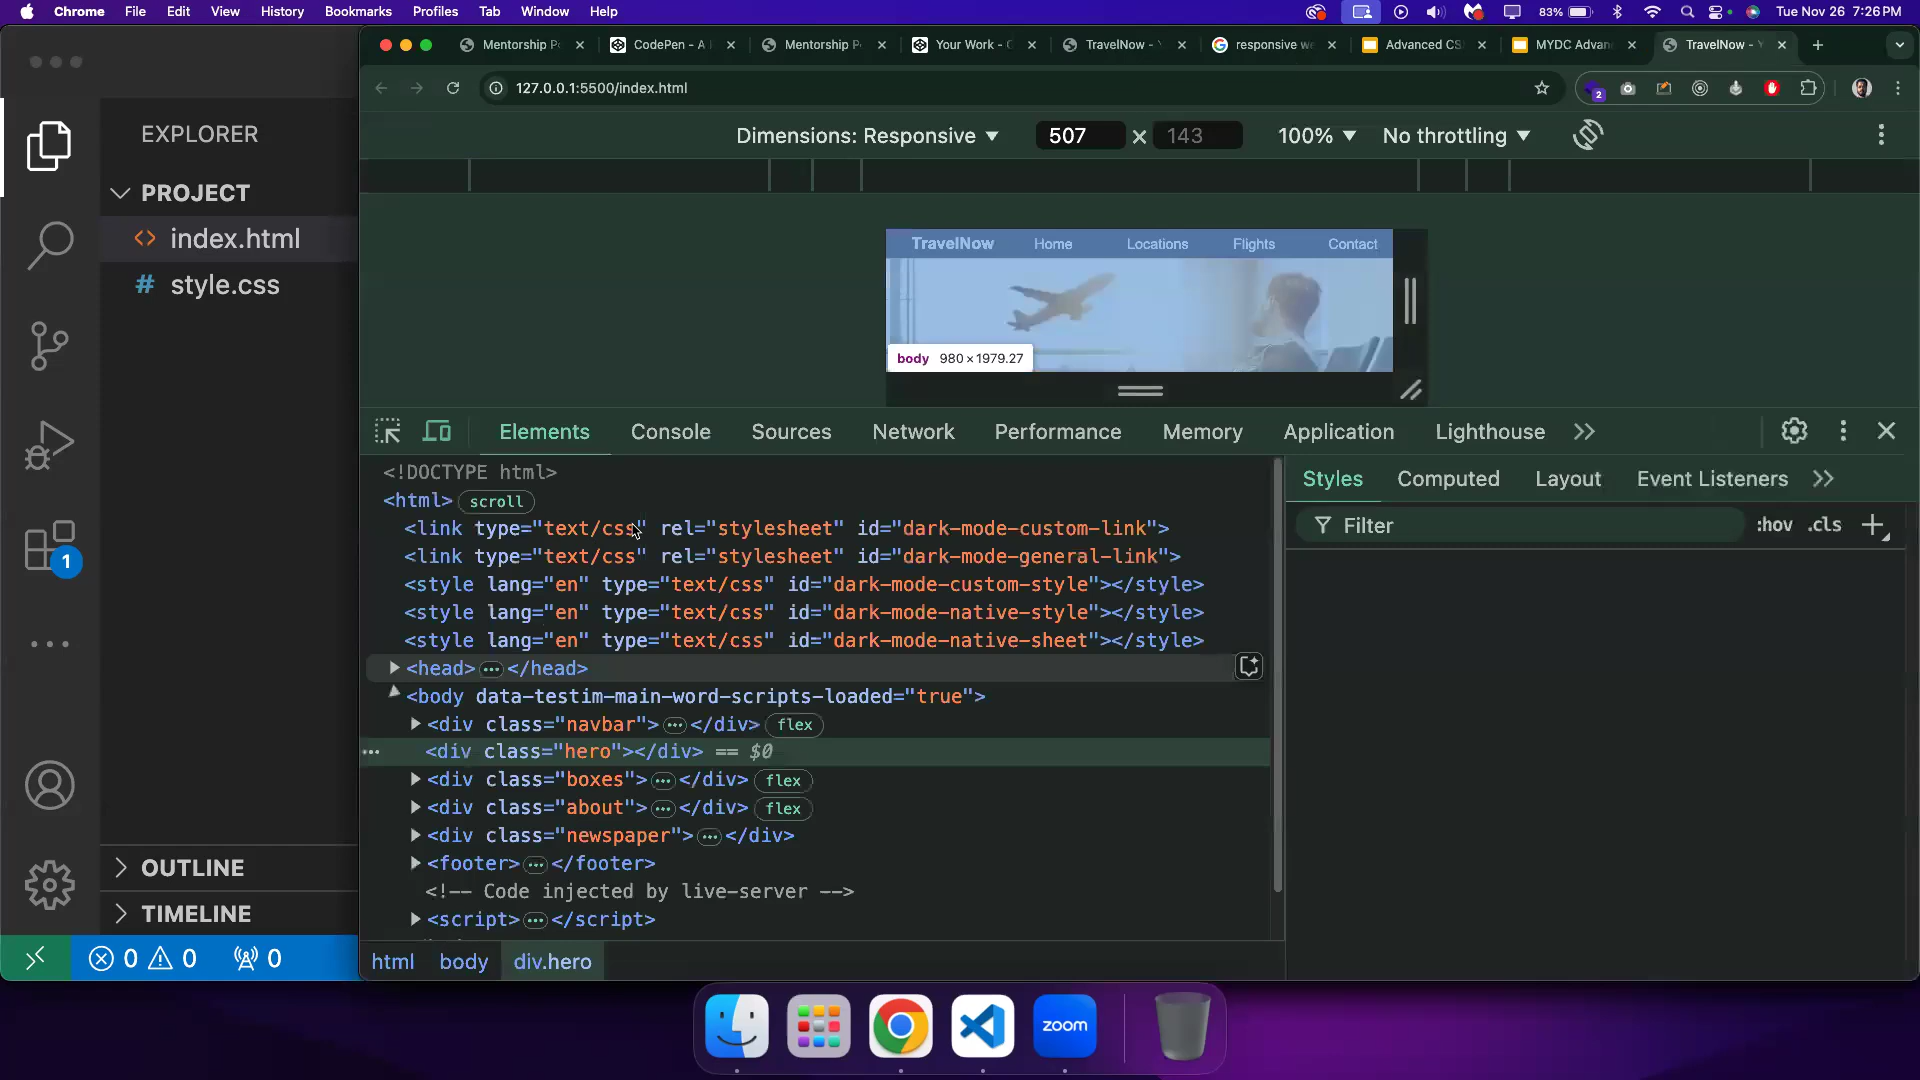 Chrome File Edit View History Bookmarks Profiles Tab Window Help 83% Tue Nov 26 7:26 PM
Mentorship P CodePen - A Mentorship P Your Work - TravelNow - responsive we Advanced CS MYDC Advan TravelNow -
127.0.0.1:5500/index.html 2
EXPLORER
PROJECT
<> index.html
# style.css
1
OUTLINE
TIMELINE
0 0 0
Dimensions: Responsive 507 × 143 100% No throttling
TravelNow Home Locations Flights Contact
body 980 × 1979.27
Elements Console Sources Network Performance Memory Application Lighthouse
<!DOCTYPE html>
<html> scroll
<link type="text/css" rel="stylesheet" id="dark-mode-custom-link">
<link type="text/css" rel="stylesheet" id="dark-mode-general-link">
<style lang="en" type="text/css" id="dark-mode-custom-style"></style>
<style lang="en" type="text/css" id="dark-mode-native-style"></style>
<style lang="en" type="text/css" id="dark-mode-native-sheet"></style>
<head> … </head>
<body data-testim-main-word-scripts-loaded="true">
<div class="navbar"> … </div> flex
<div class="hero"></div> == $0
<div class="boxes"> … </div> flex
<div class="about"> … </div> flex
<div class="newspaper"> … </div>
<footer> … </footer>
<!-- Code injected by live-server -->
<script> … </script>
html body div.hero
Styles Computed Layout Event Listeners
Filter :hov .cls
zoom